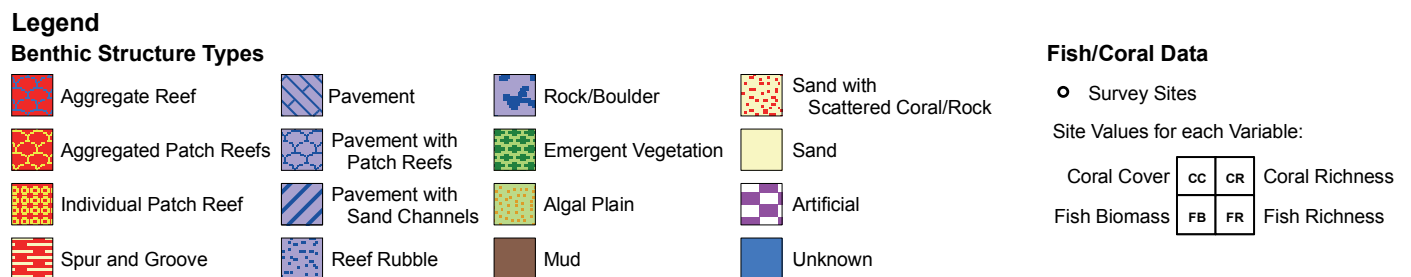 Legend
Benthic Structure Types
Aggregate Reef
Aggregated Patch Reefs
Individual Patch Reef
Spur and Groove
Pavement
Pavement with
Patch Reefs
Pavement with
Sand Channels
Reef Rubble
Rock/Boulder
Emergent Vegetation
Algal Plain
Mud
Sand with
Scattered Coral/Rock
Sand
Artificial
Unknown
Fish/Coral Data
Survey Sites
Site Values for each Variable:
Coral Cover CC CR Coral Richness
Fish Biomass FB FR Fish Richness